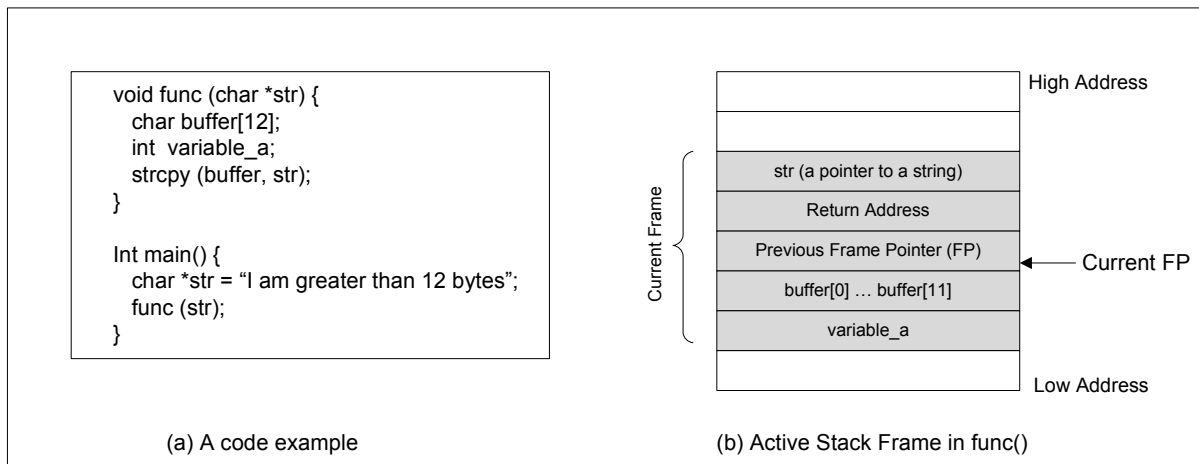 void func (char *str) {
char buffer[12];
int variable_a;
strcpy (buffer, str);
}
Int main() {
char *str = “I am greater than 12 bytes”;
func (str);
}
(a) A code example
High Address
Current Frame
str (a pointer to a string)
Return Address
Previous Frame Pointer (FP)
Current FP
buffer[0] … buffer[11]
variable_a
Low Address
(b) Active Stack Frame in func()